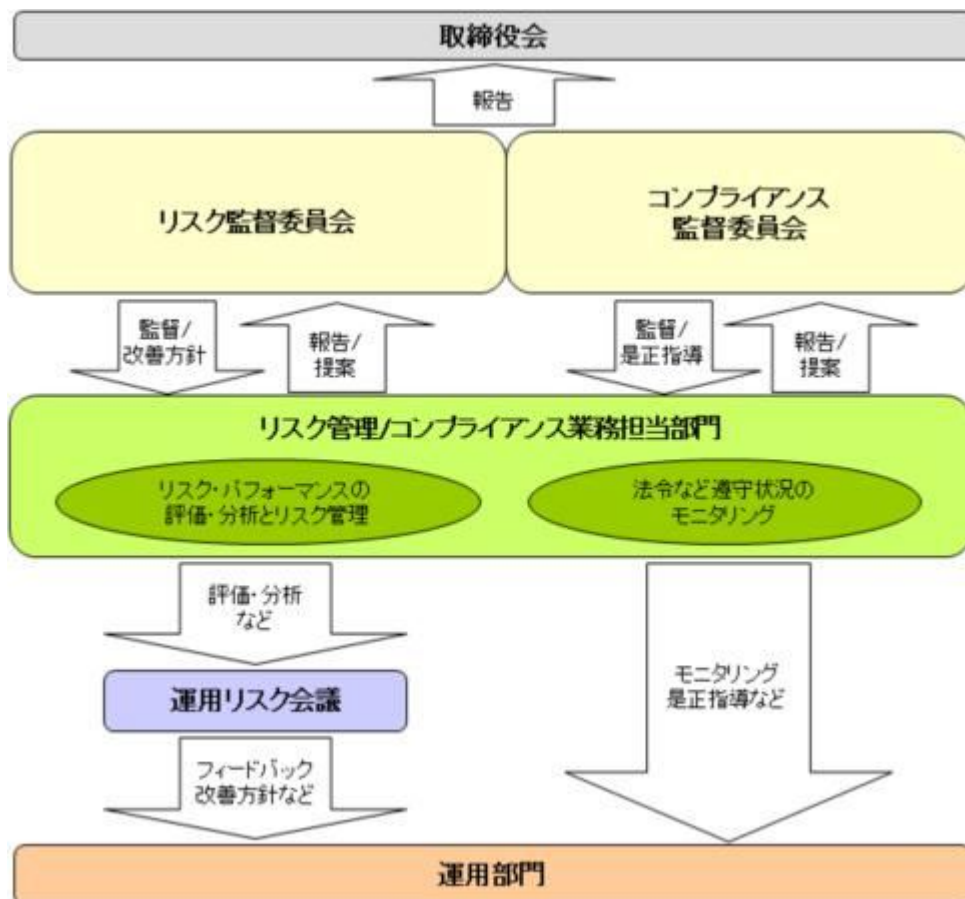 取締役会
報告
リスク監督委員会
コンプライアンス
監督委員会
監督/
改善方針
報告/
提案
監督/
是正指導
報告/
提案
リスク管理/コンプライアンス業務担当部門
リスク・パフォーマンスの
評価・分析とリスク管理
法令など遵守状況の
モニタリング
評価・分析
など
運用リスク会議
フィードバック
改善方針など
モニタリング
是正指導など
運用部門